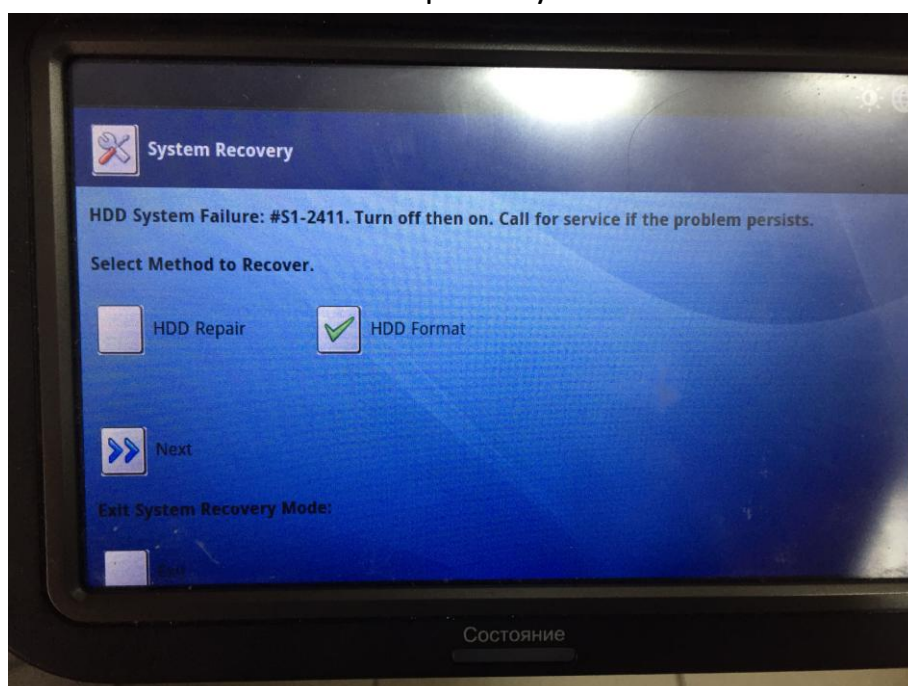 System Recovery
HDD System Failure: #S1-2411. Turn off then on. Call for service if the problem persists.
Select Method to Recover.
HDD Repair HDD Format
Next
Exit System Recovery Mode:
Exit
Состояние